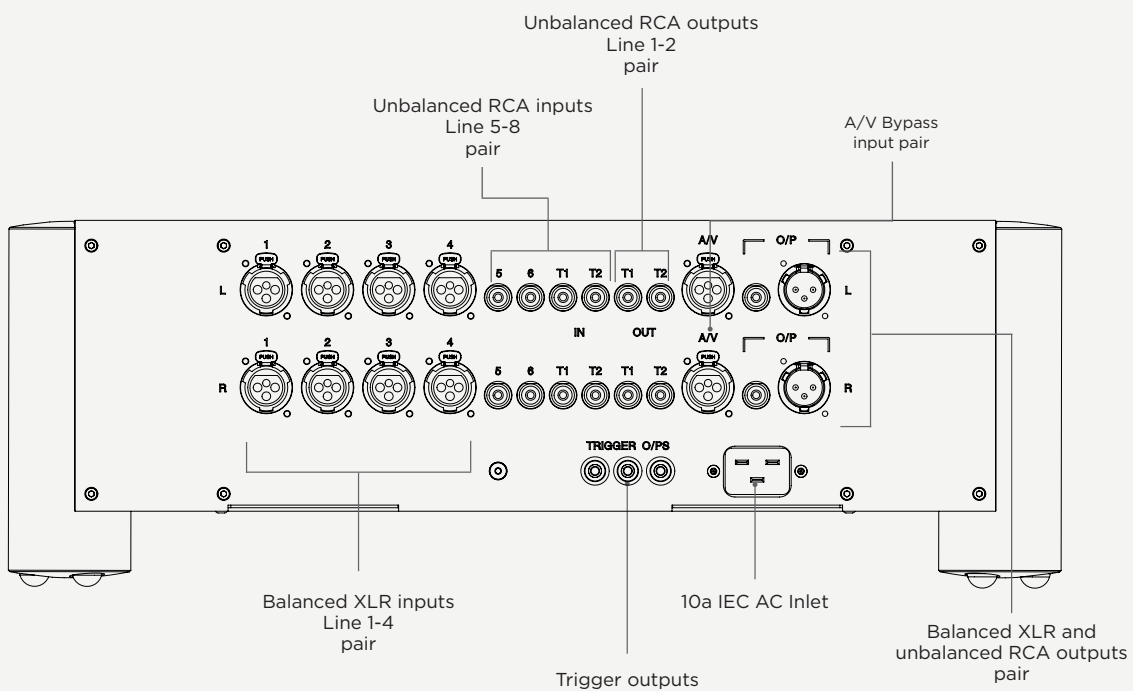 Unbalanced RCA outputs
Line 1-2
pair
Unbalanced RCA inputs
Line 5-8
pair
A/V Bypass
input pair
1 2 3 4 A/V O/P
PUSH PUSH PUSH PUSH PUSH
5 6 T1 T2 T1 T2
L L
IN OUT
1 2 3 4 A/V O/P
PUSH PUSH PUSH PUSH PUSH
5 6 T1 T2 T1 T2
R R
TRIGGER O/PS
Balanced XLR inputs
Line 1-4
pair
10a IEC AC Inlet
Balanced XLR and
unbalanced RCA outputs
pair
Trigger outputs